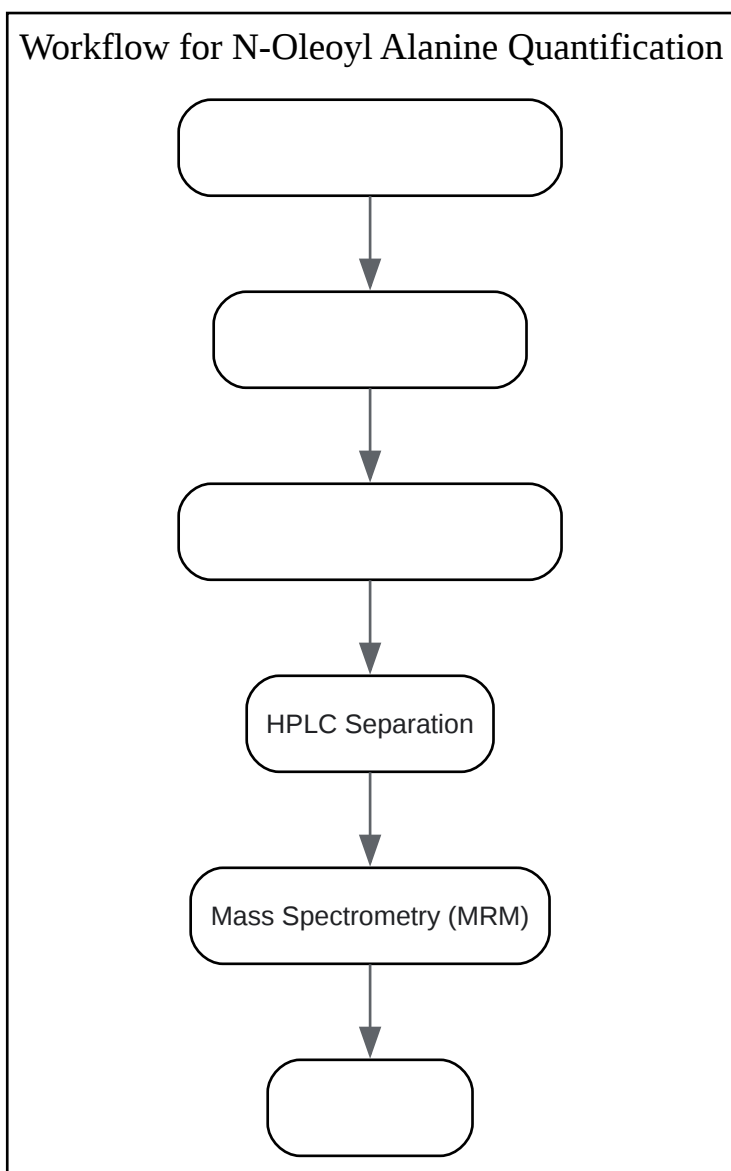 Workflow for N-Oleoyl Alanine Quantification
HPLC Separation
Mass Spectrometry (MRM)